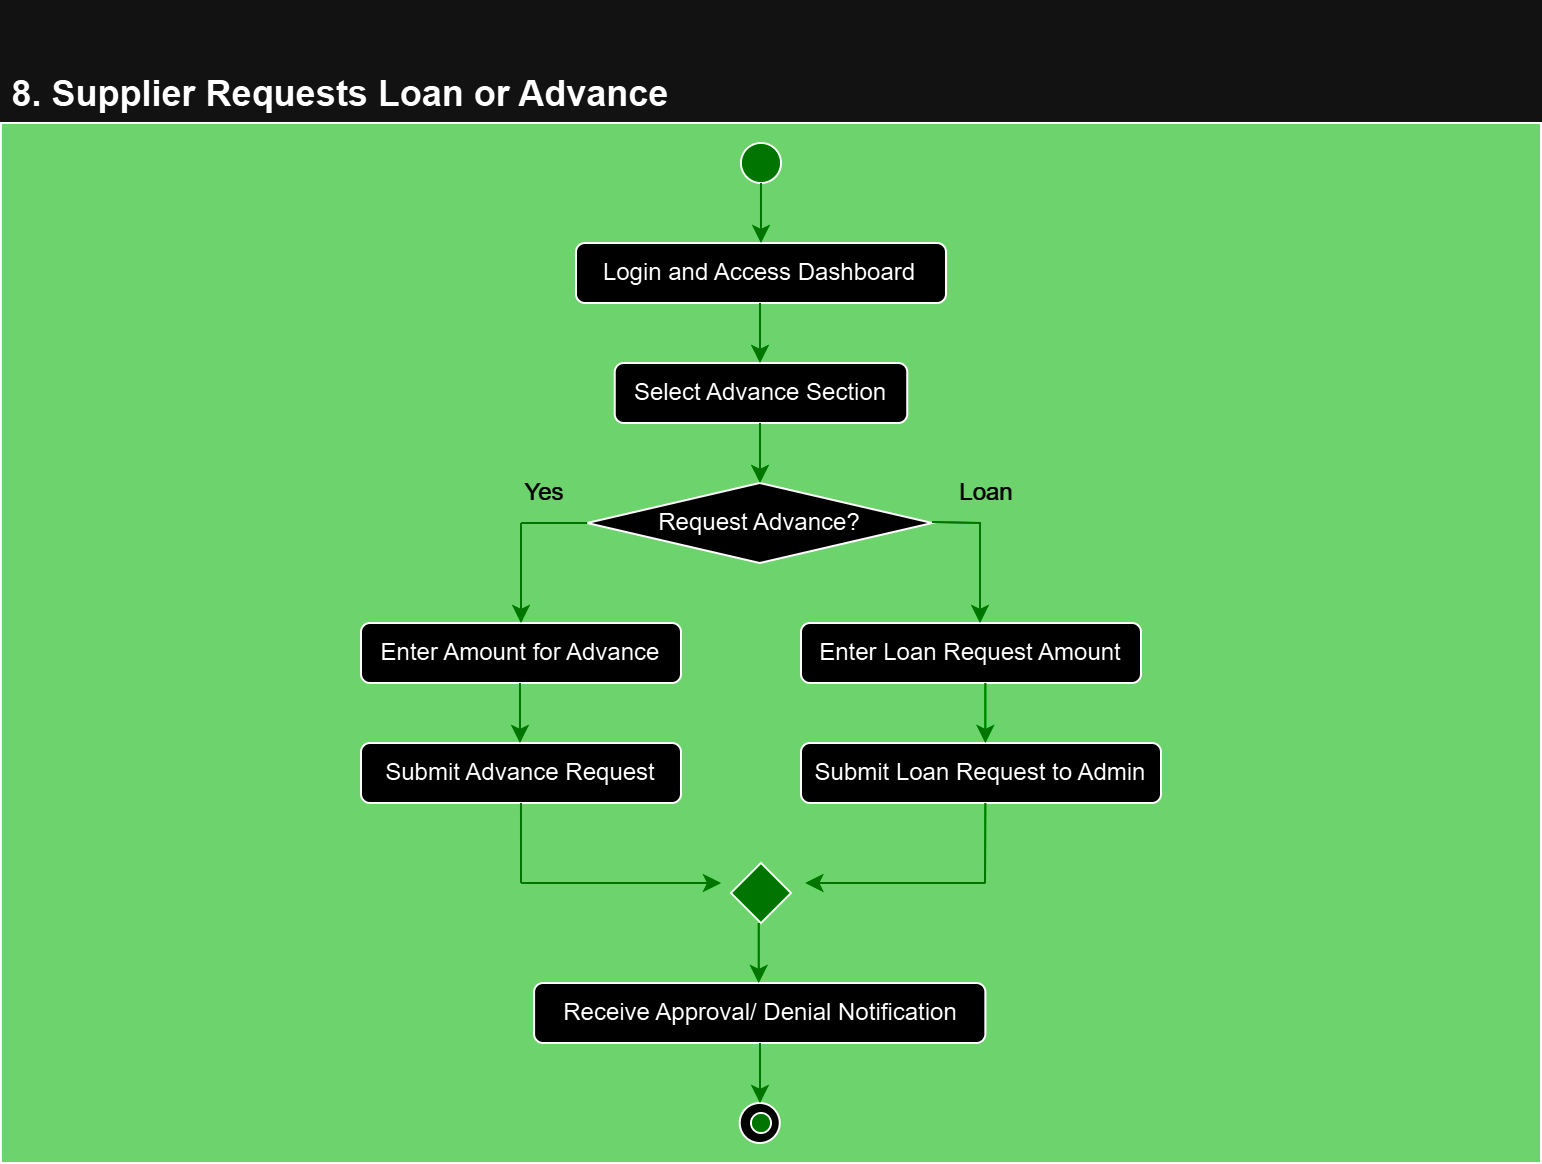 8. Supplier Requests Loan or Advance
Login and Access Dashboard
Select Advance Section
Yes
Loan
Request Advance?
Enter Amount for Advance
Enter Loan Request Amount
Submit Advance Request
Submit Loan Request to Admin
Receive Approval/ Denial Notification